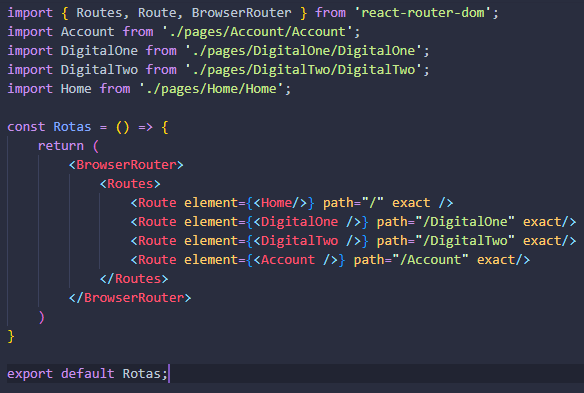 import { Routes, Route, BrowserRouter } from 'react-router-dom';
import Account from './pages/Account/Account';
import DigitalOne from './pages/DigitalOne/DigitalOne';
import DigitalTwo from './pages/DigitalTwo/DigitalTwo';
import Home from './pages/Home/Home';

const Rotas = () => {
    return (
        <BrowserRouter>
            <Routes>
                <Route element={<Home/>} path="/" exact />
                <Route element={<DigitalOne />} path="/DigitalOne" exact/>
                <Route element={<DigitalTwo />} path="/DigitalTwo" exact/>
                <Route element={<Account />} path="/Account" exact/>
            </Routes>
        </BrowserRouter>
    )
}

export default Rotas;